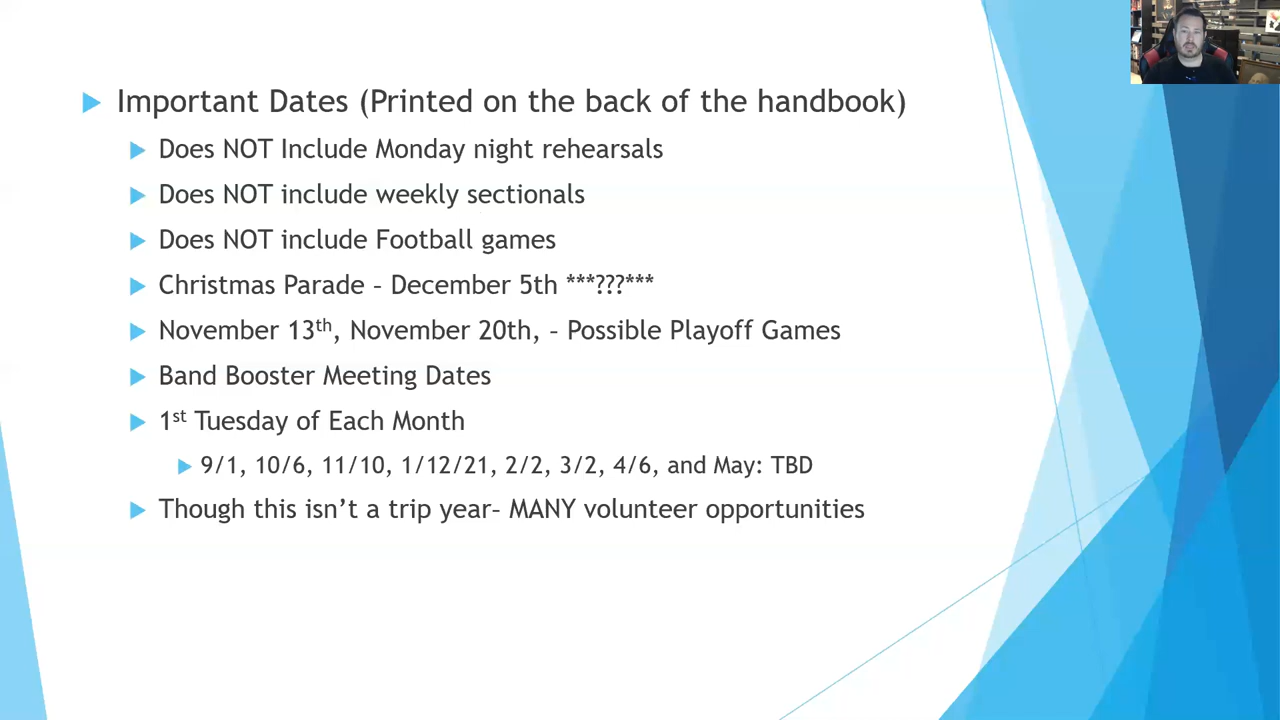 Important Dates (Printed on the back of the handbook)
Does NOT Include Monday night rehearsals
Does NOT include weekly sectionals
Does NOT include Football games
Christmas Parade – December 5th ***???***
November 13th, November 20th, – Possible Playoff Games
Band Booster Meeting Dates
1st Tuesday of Each Month
9/1, 10/6, 11/10, 1/12/21, 2/2, 3/2, 4/6, and May: TBD
Though this isn't a trip year– MANY volunteer opportunities